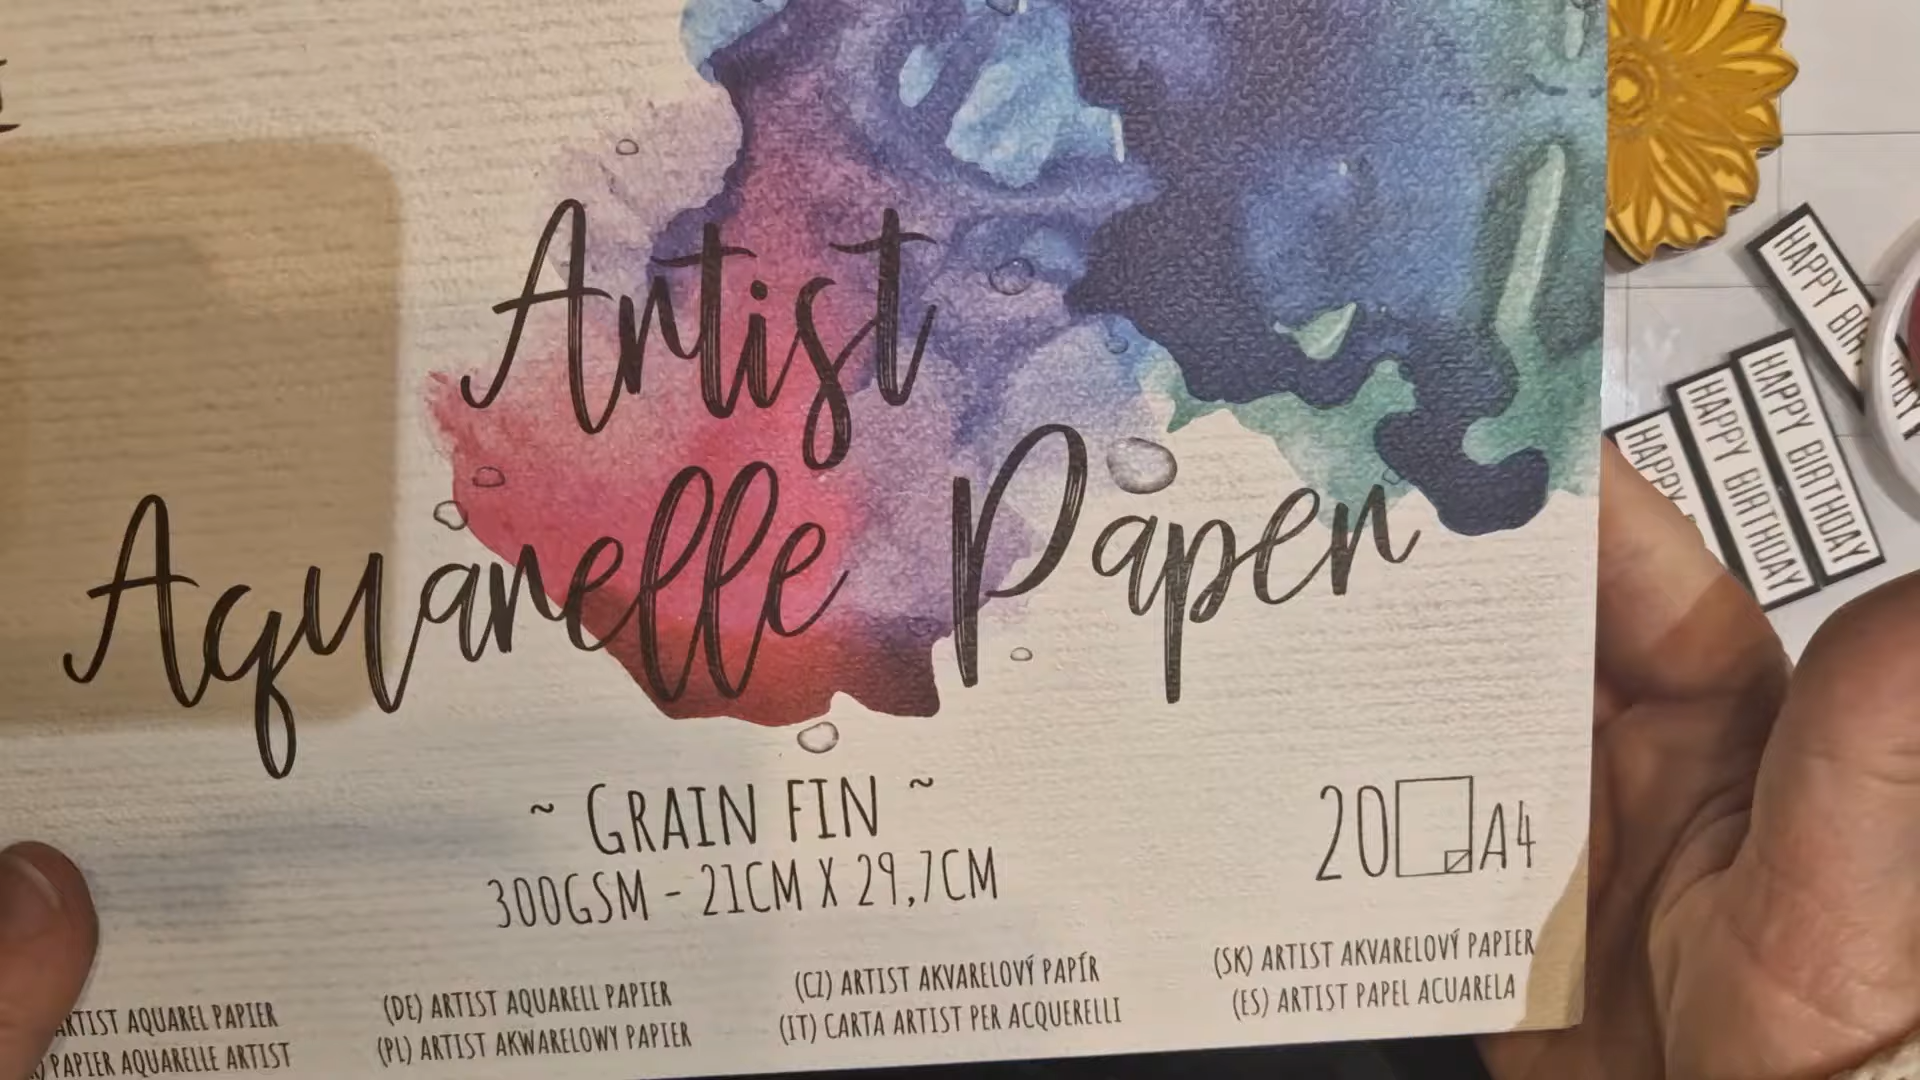 Artist
Aquarelle Paper
~ GRAIN FIN ~
300GSM - 21CM X 29,7CM
20 A4
ARTIST AQUAREL PAPIER
PAPIER AQUARELLE ARTIST
(DE) ARTIST AQUARELL PAPIER
(PL) ARTIST AKWARELOWY PAPIER
(CZ) ARTIST AKVARELOVÝ PAPÍR
(IT) CARTA ARTIST PER ACQUERELLI
(SK) ARTIST AKVARELOVÝ PAPIER
(ES) ARTIST PAPEL ACUARELA
HAPPY
HAPPY BIRTHDAY
HAPPY BIRTHDAY
HAPPY